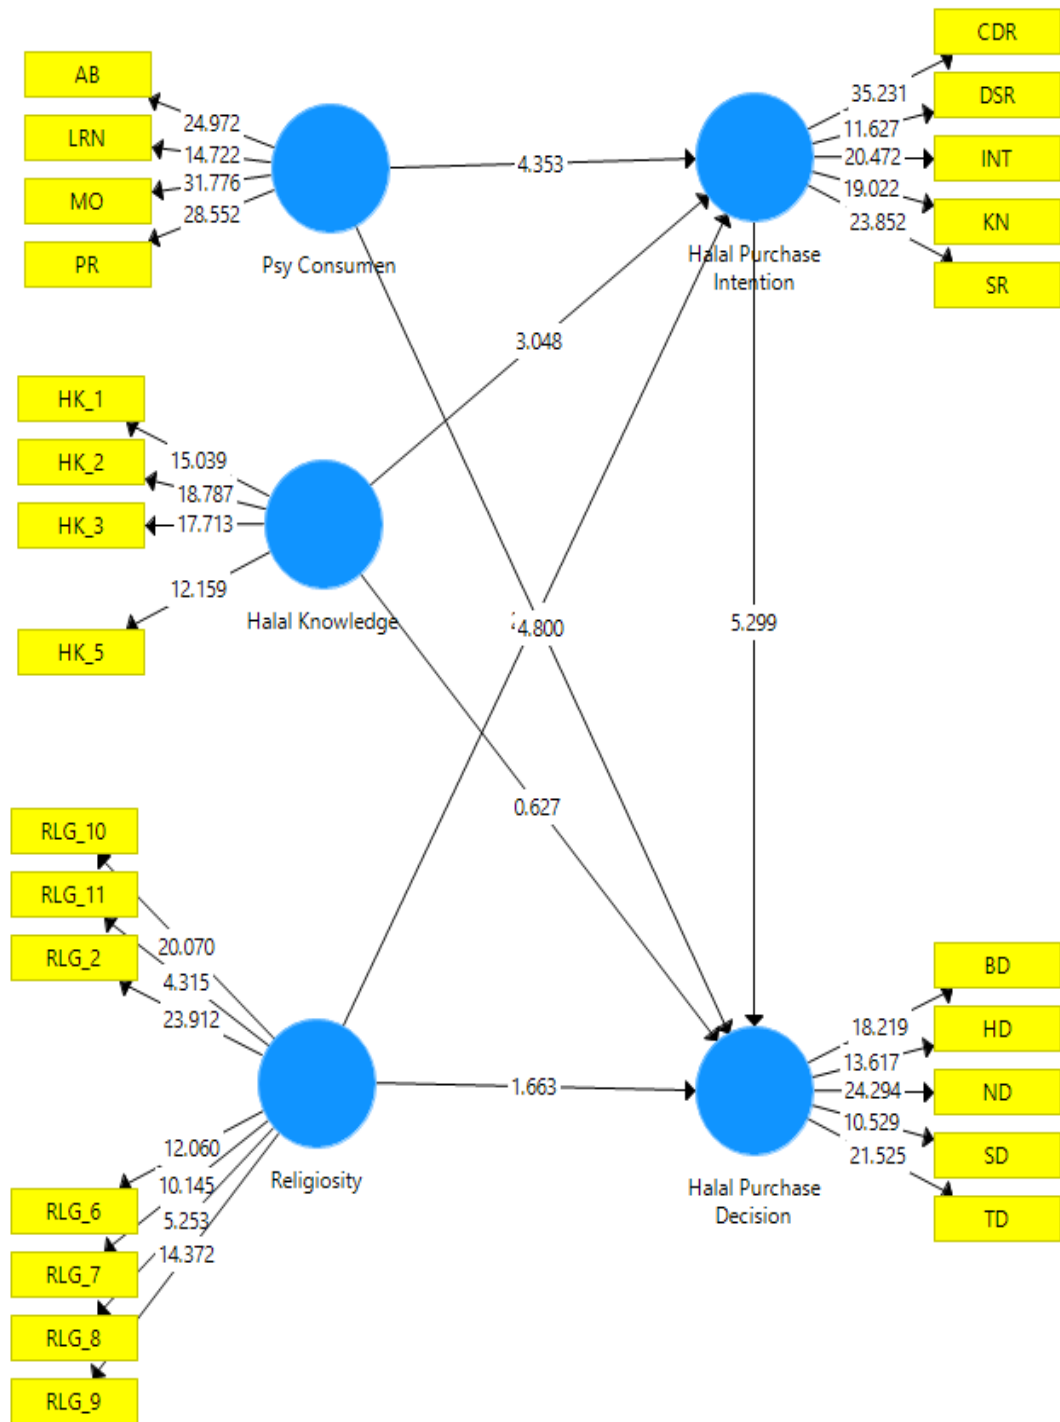 AB
LRN
MO
PR
24.972
14.722
31.776
28.552
Psy Consumen
4.353
CDR
DSR
INT
KN
SR
35.231
11.627
20.472
19.022
23.852
Halal Purchase
Intention
3.048
HK_1
HK_2
HK_3
HK_5
15.039
18.787
17.713
12.159
Halal Knowledge
4.800
5.299
0.627
RLG_10
RLG_11
RLG_2
20.070
4.315
23.912
12.060
10.145
5.253
14.372
RLG_6
RLG_7
RLG_8
RLG_9
Religiosity
1.663
BD
HD
ND
SD
TD
18.219
13.617
24.294
10.529
21.525
Halal Purchase
Decision